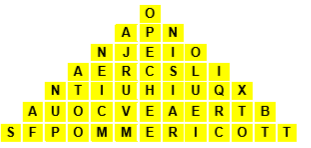 O
A P N
N J E I O
A E R C S L I
N T I U H I U Q X
A U O C V E A E R T B
S F P O M M E R I C O T T